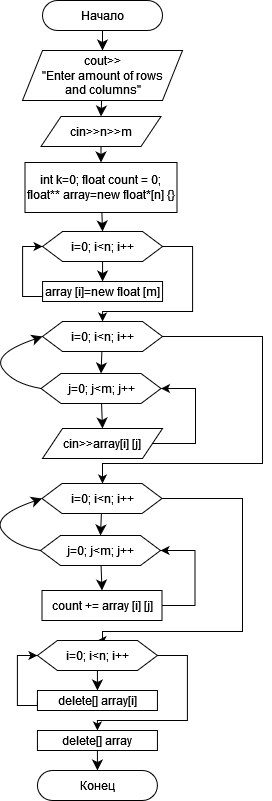 Начало
cout>>
"Enter amount of rows
and columns"
cin>>n>>m
int k=0; float count = 0;
float** array=new float*[n] {}
i=0; i<n; i++
array [i]=new float [m]
i=0; i<n; i++
j=0; j<m; j++
cin>>array[i] [j]
i=0; i<n; i++
j=0; j<m; j++
count += array [i] [j]
i=0; i<n; i++
delete[] array[i]
delete[] array
Конец